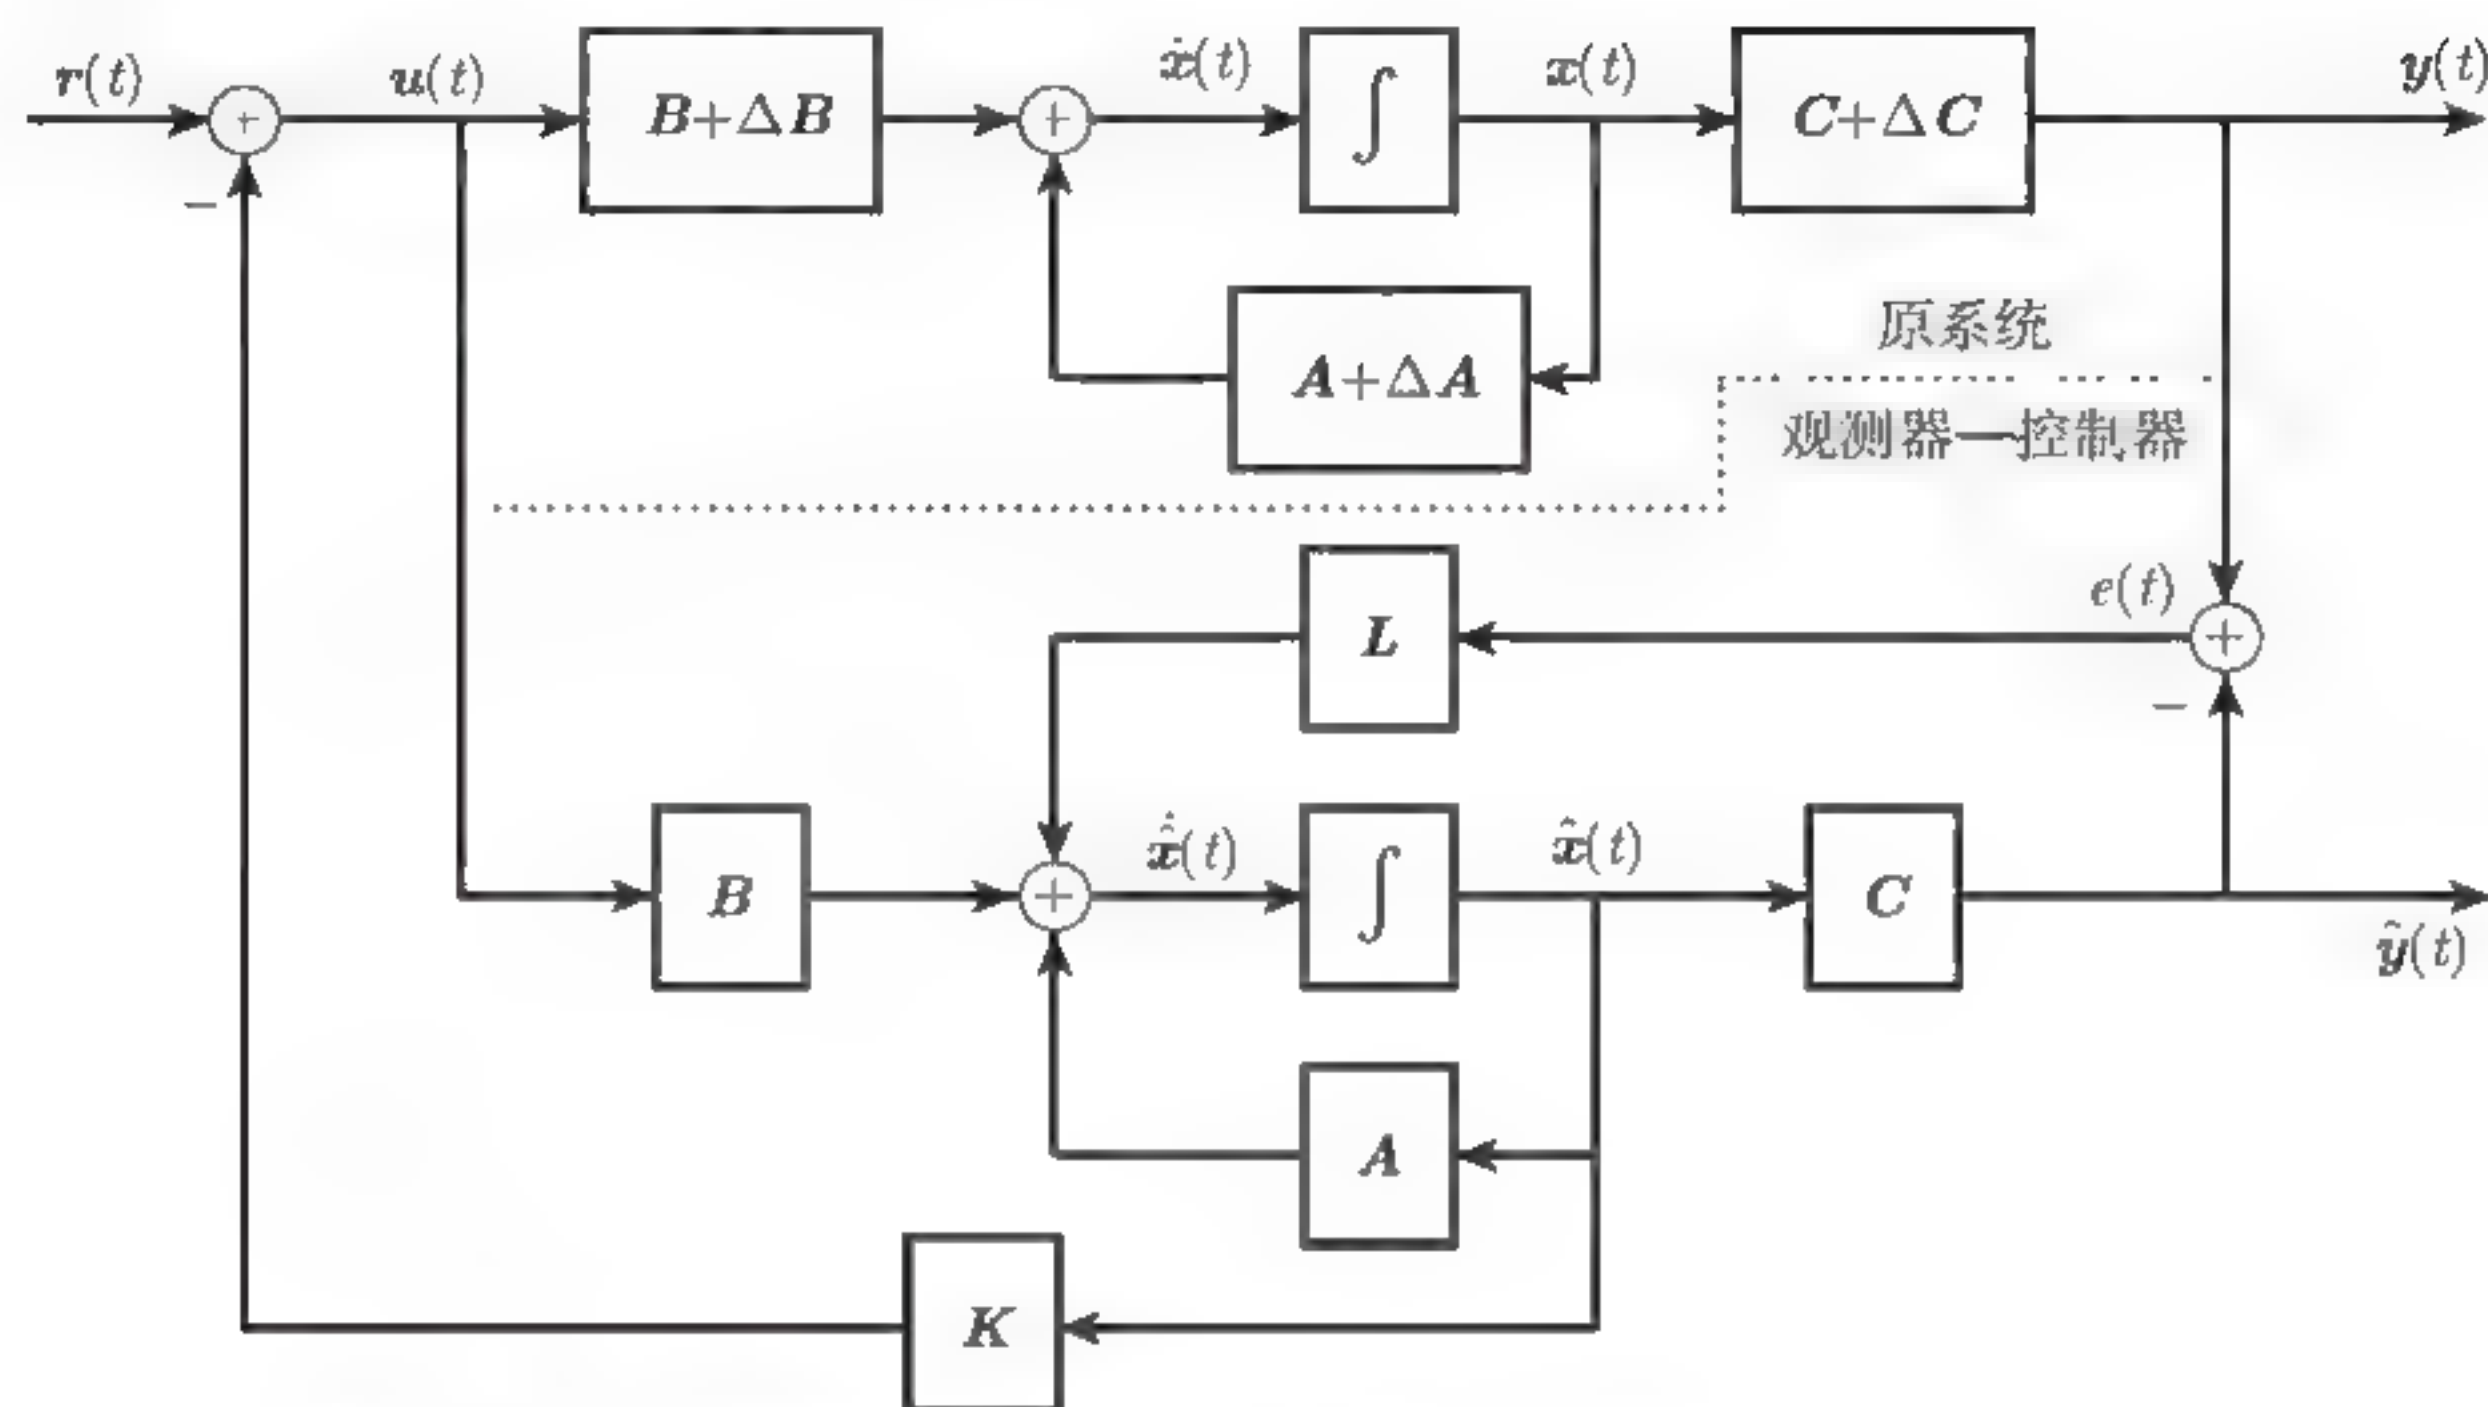 r(t)
u(t)
B+ΔB
ẋ(t)
∫
x(t)
C+ΔC
y(t)
+
+
−
A+ΔA
原系统
观测器—控制器
L
e(t)
+
−
B
+
x̂̇(t)
∫
x̂(t)
C
ŷ(t)
A
K